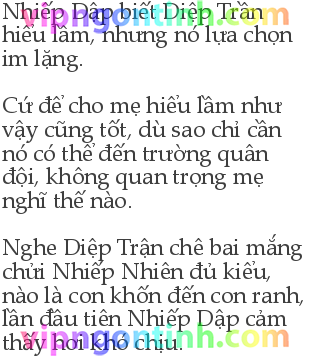 Nhiếp Dập biết Diệp Trần
hiểu lầm, nhưng nó lựa chọn
im lặng.
Cứ để cho mẹ hiểu lầm như
vậy cũng tốt, dù sao chỉ cần
nó có thể đến trường quân
đội, không quan trọng mẹ
nghĩ thế nào.
Nghe Diệp Trận chê bai mắng
chửi Nhiếp Nhiên đủ kiểu,
nào là con khốn đến con ranh,
lần đầu tiên Nhiếp Dập cảm
thấy hơi khó chịu.
vipngontinh.com
vipngontinh.com